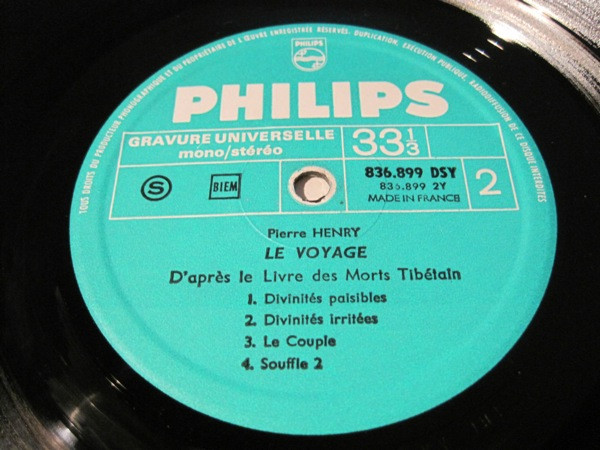 TOUS DROITS DU PRODUCTEUR PHONOGRAPHIQUE ET DU PROPRIÉTAIRE DE L'ŒUVRE ENREGISTRÉE RÉSERVÉS. DUPLICATION, EXÉCUTION PUBLIQUE, RADIODIFFUSION DE CE DISQUE INTERDITES
PHILIPS
PHILIPS
GRAVURE UNIVERSELLE
mono/stéréo
33 1/3
S
BIEM
836.899 DSY
836.899 2Y
MADE IN FRANCE
2
Pierre HENRY
LE VOYAGE
D'après le Livre des Morts Tibétain
1. Divinités paisibles
2. Divinités irritées
3. Le Couple
4. Souffle 2